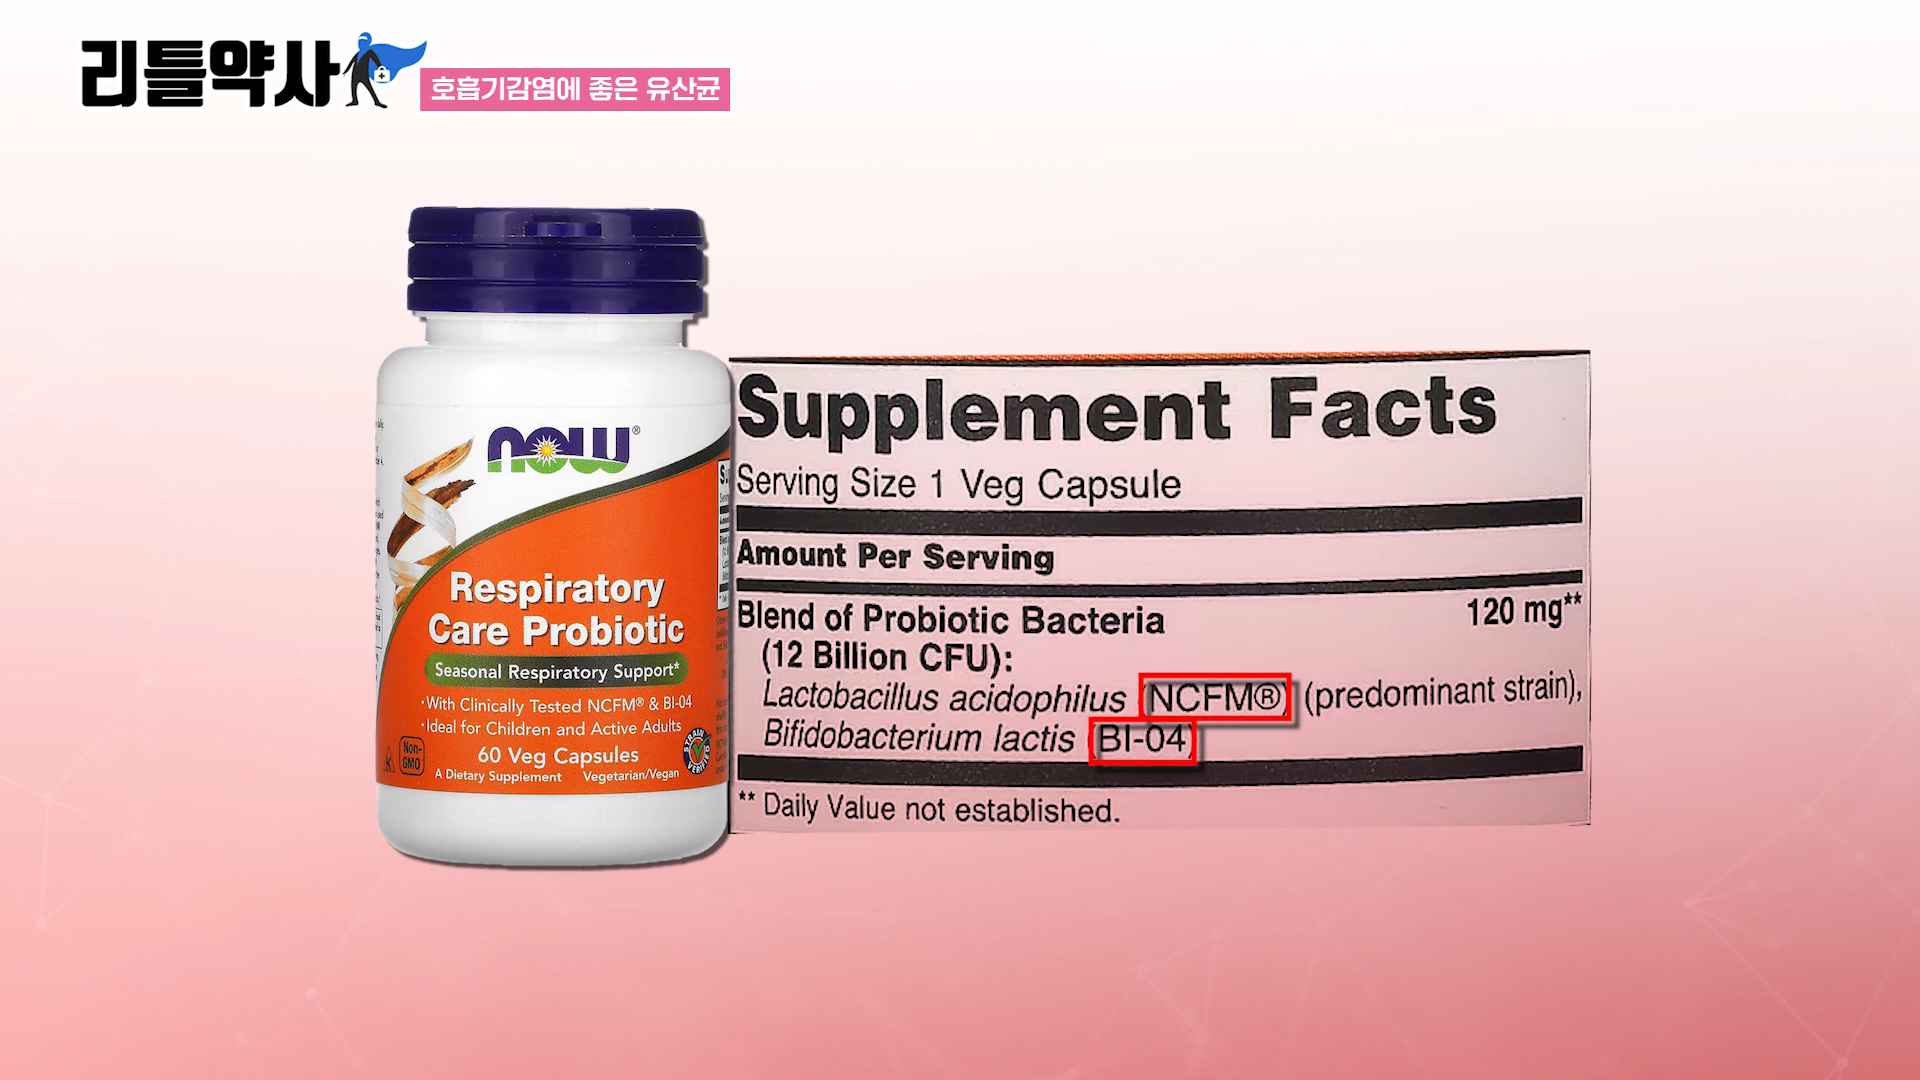 리틀약사
호흡기감염에 좋은 유산균
now®
Respiratory
Care Probiotic
Seasonal Respiratory Support*
• With Clinically Tested NCFM® & BI-04
• Ideal for Children and Active Adults
60 Veg Capsules
A Dietary Supplement Vegetarian/Vegan
Non-
GMO
K
STRAIN
VERIFIED
Supplement Facts
Serving Size 1 Veg Capsule
Amount Per Serving
Blend of Probiotic Bacteria 120 mg**
(12 Billion CFU):
Lactobacillus acidophilus (NCFM®) (predominant strain),
Bifidobacterium lactis (BI-04)
** Daily Value not established.